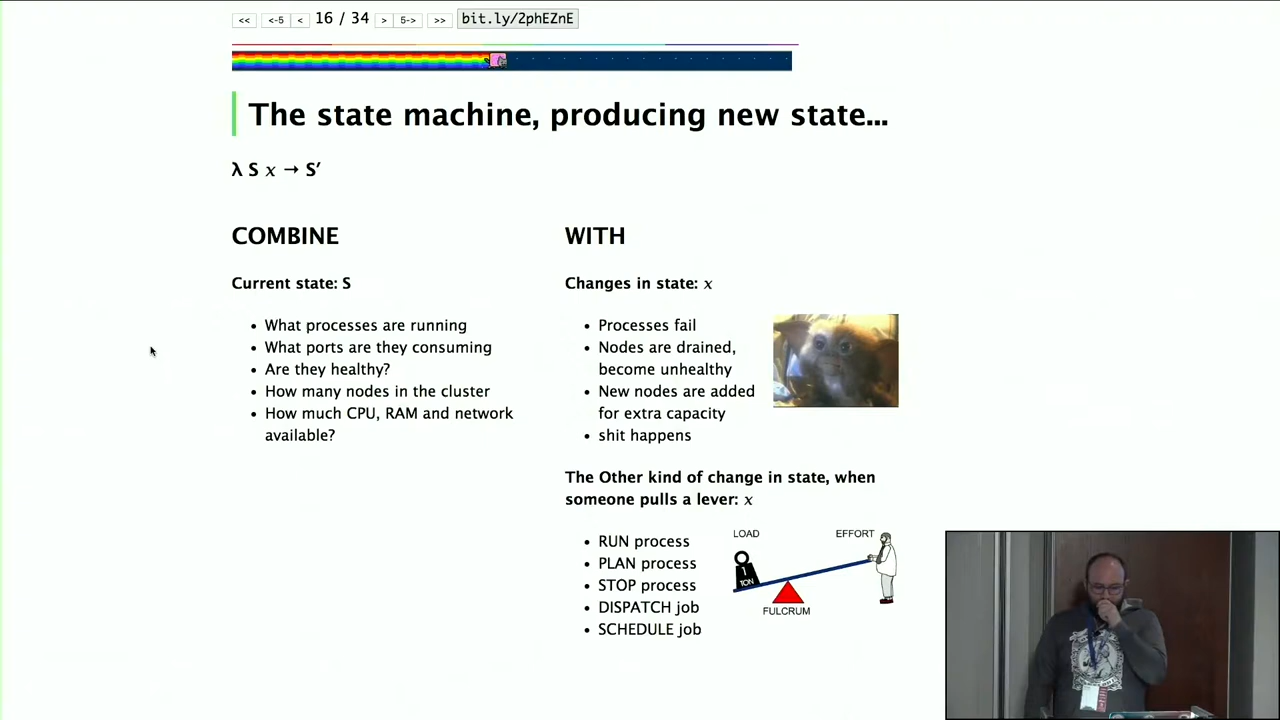 << <-5 < 16 / 34 > 5-> >> bit.ly/2phEZnE
The state machine, producing new state...
λ S x → S′
COMBINE
Current state: S
• What processes are running
• What ports are they consuming
• Are they healthy?
• How many nodes in the cluster
• How much CPU, RAM and network
available?
WITH
Changes in state: x
• Processes fail
• Nodes are drained,
become unhealthy
• New nodes are added
for extra capacity
• shit happens
The Other kind of change in state, when
someone pulls a lever: x
• RUN process
• PLAN process
• STOP process
• DISPATCH job
• SCHEDULE job
LOAD
EFFORT
1
TON
FULCRUM